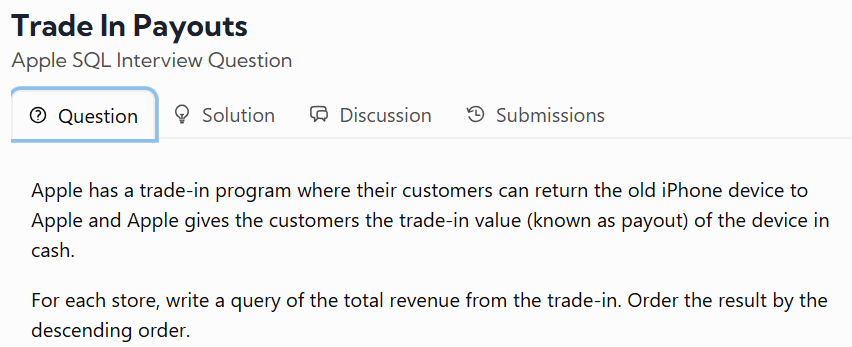 Trade In Payouts
Apple SQL Interview Question
Question Solution Discussion Submissions
Apple has a trade-in program where their customers can return the old iPhone device to
Apple and Apple gives the customers the trade-in value (known as payout) of the device in
cash.
For each store, write a query of the total revenue from the trade-in. Order the result by the
descending order.